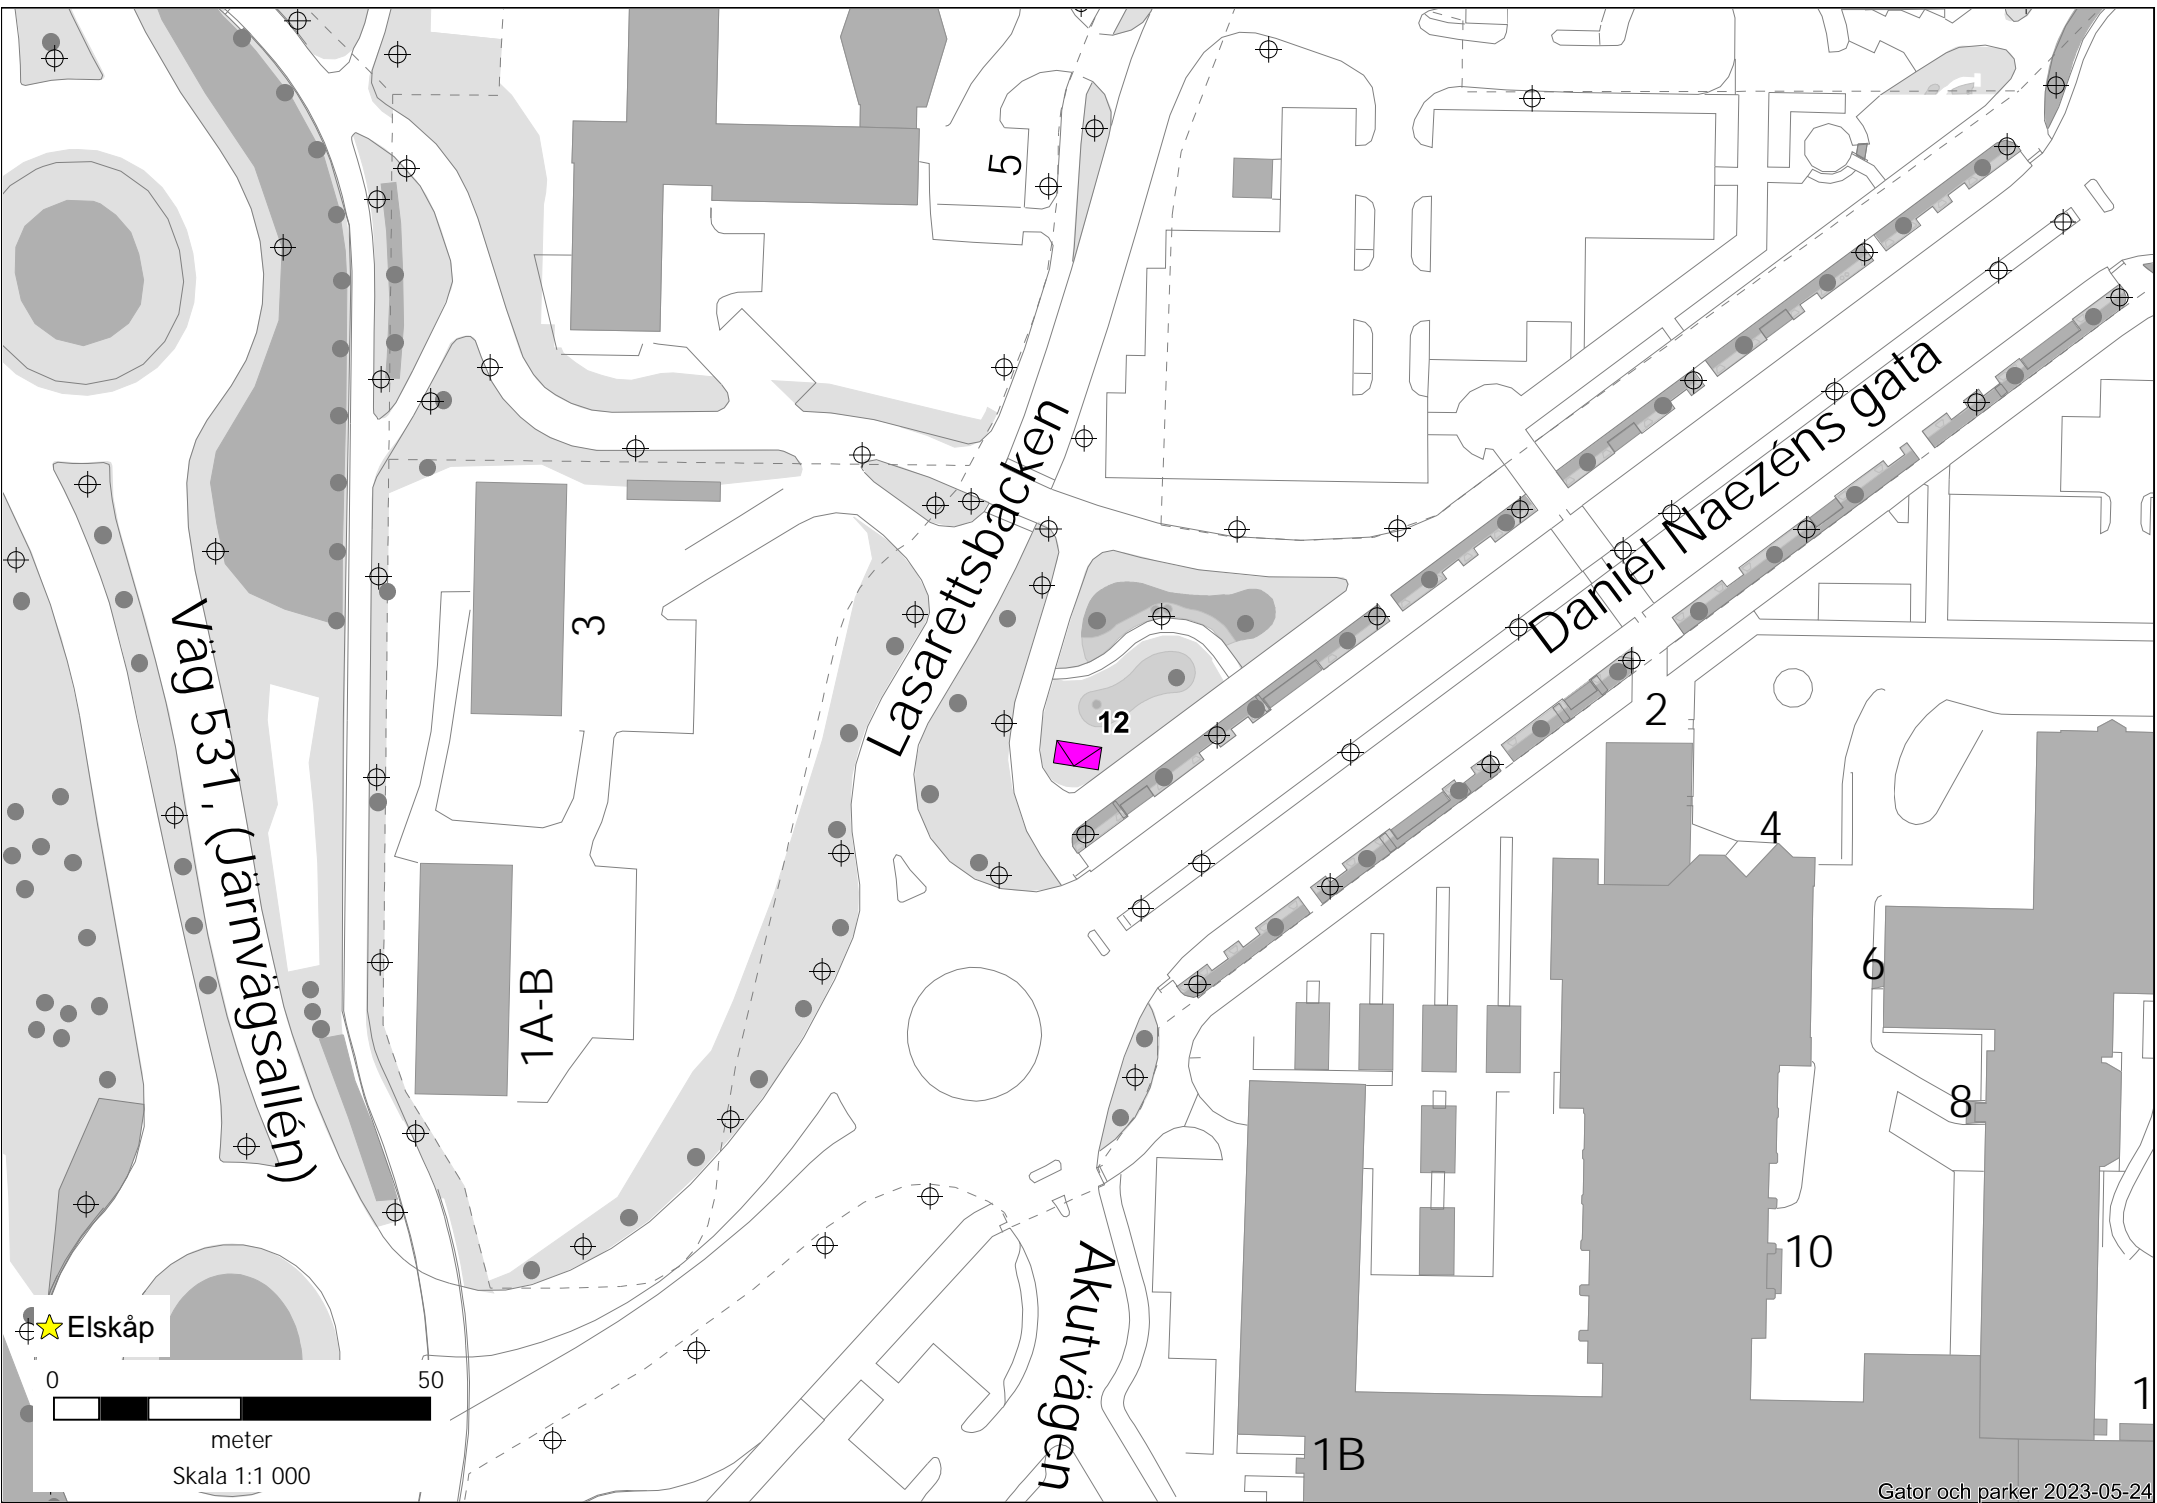 5
Lasarettsbacken
Daniel Naezéns gata
3
Väg 531, (Järnvägsallén)
12
2
4
6
1A-B
8
10
Akutvägen
Elskåp
0 50
meter
Skala 1:1 000
1B
1
Gator och parker 2023-05-24